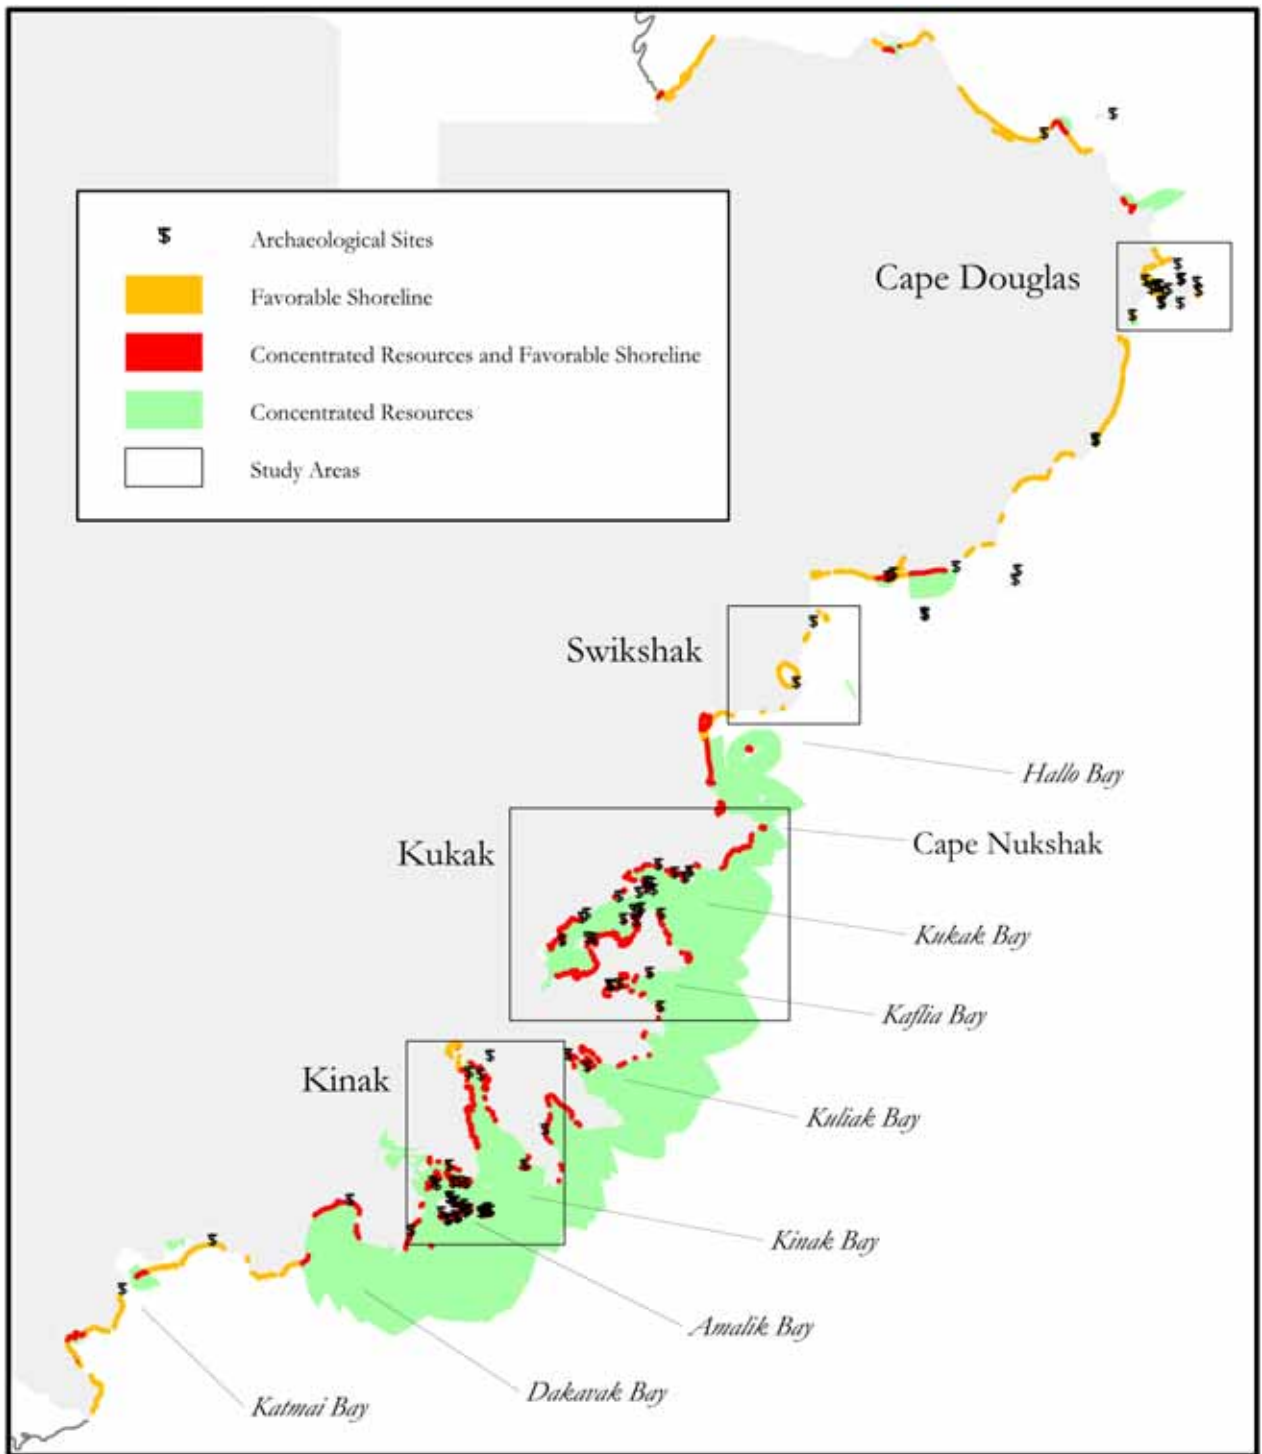 Archaeological Sites
Favorable Shoreline
Concentrated Resources and Favorable Shoreline
Concentrated Resources
Study Areas
Cape Douglas
Swikshak
Hallo Bay
Kukak
Cape Nukshak
Kukak Bay
Kaflia Bay
Kinak
Kuliak Bay
Kinak Bay
Amalik Bay
Dakavak Bay
Katmai Bay